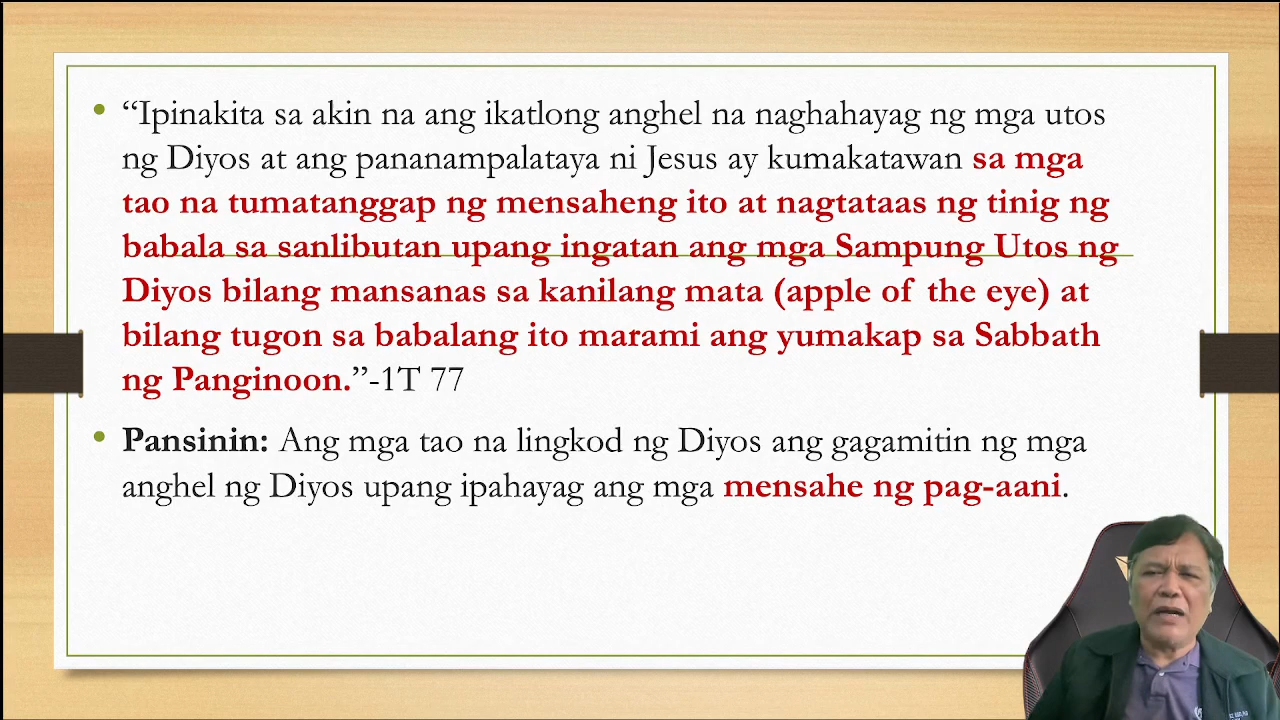 • “Ipinakita sa akin na ang ikatlong anghel na naghahayag ng mga utos
ng Diyos at ang pananampalataya ni Jesus ay kumakatawan sa mga
tao na tumatanggap ng mensaheng ito at nagtataas ng tinig ng
babala sa sanlibutan upang ingatan ang mga Sampung Utos ng
Diyos bilang mansanas sa kanilang mata (apple of the eye) at
bilang tugon sa babalang ito marami ang yumakap sa Sabbath
ng Panginoon.”-1T 77
• Pansinin: Ang mga tao na lingkod ng Diyos ang gagamitin ng mga
anghel ng Diyos upang ipahayag ang mga mensahe ng pag-aani.